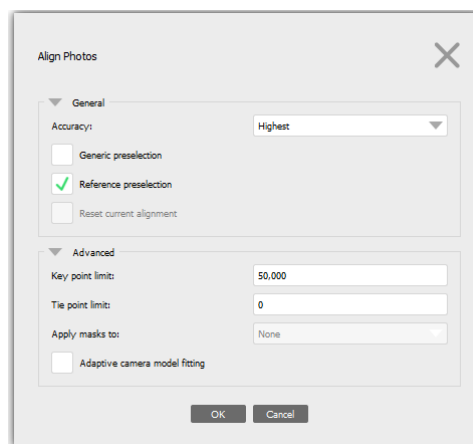 Align Photos
General
Accuracy: Highest
Generic preselection
Reference preselection
Reset current alignment
Advanced
Key point limit: 50,000
Tie point limit: 0
Apply masks to: None
Adaptive camera model fitting
OK Cancel